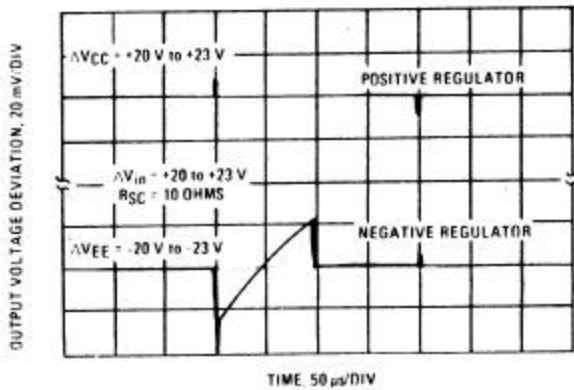 OUTPUT VOLTAGE DEVIATION, 20 mV/DIV
ΔVCC = +20 V to +23 V
POSITIVE REGULATOR
ΔVin = +20 to +23 V
RSC = 10 OHMS
ΔVEE = -20 V to -23 V
NEGATIVE REGULATOR
TIME, 50 μs/DIV